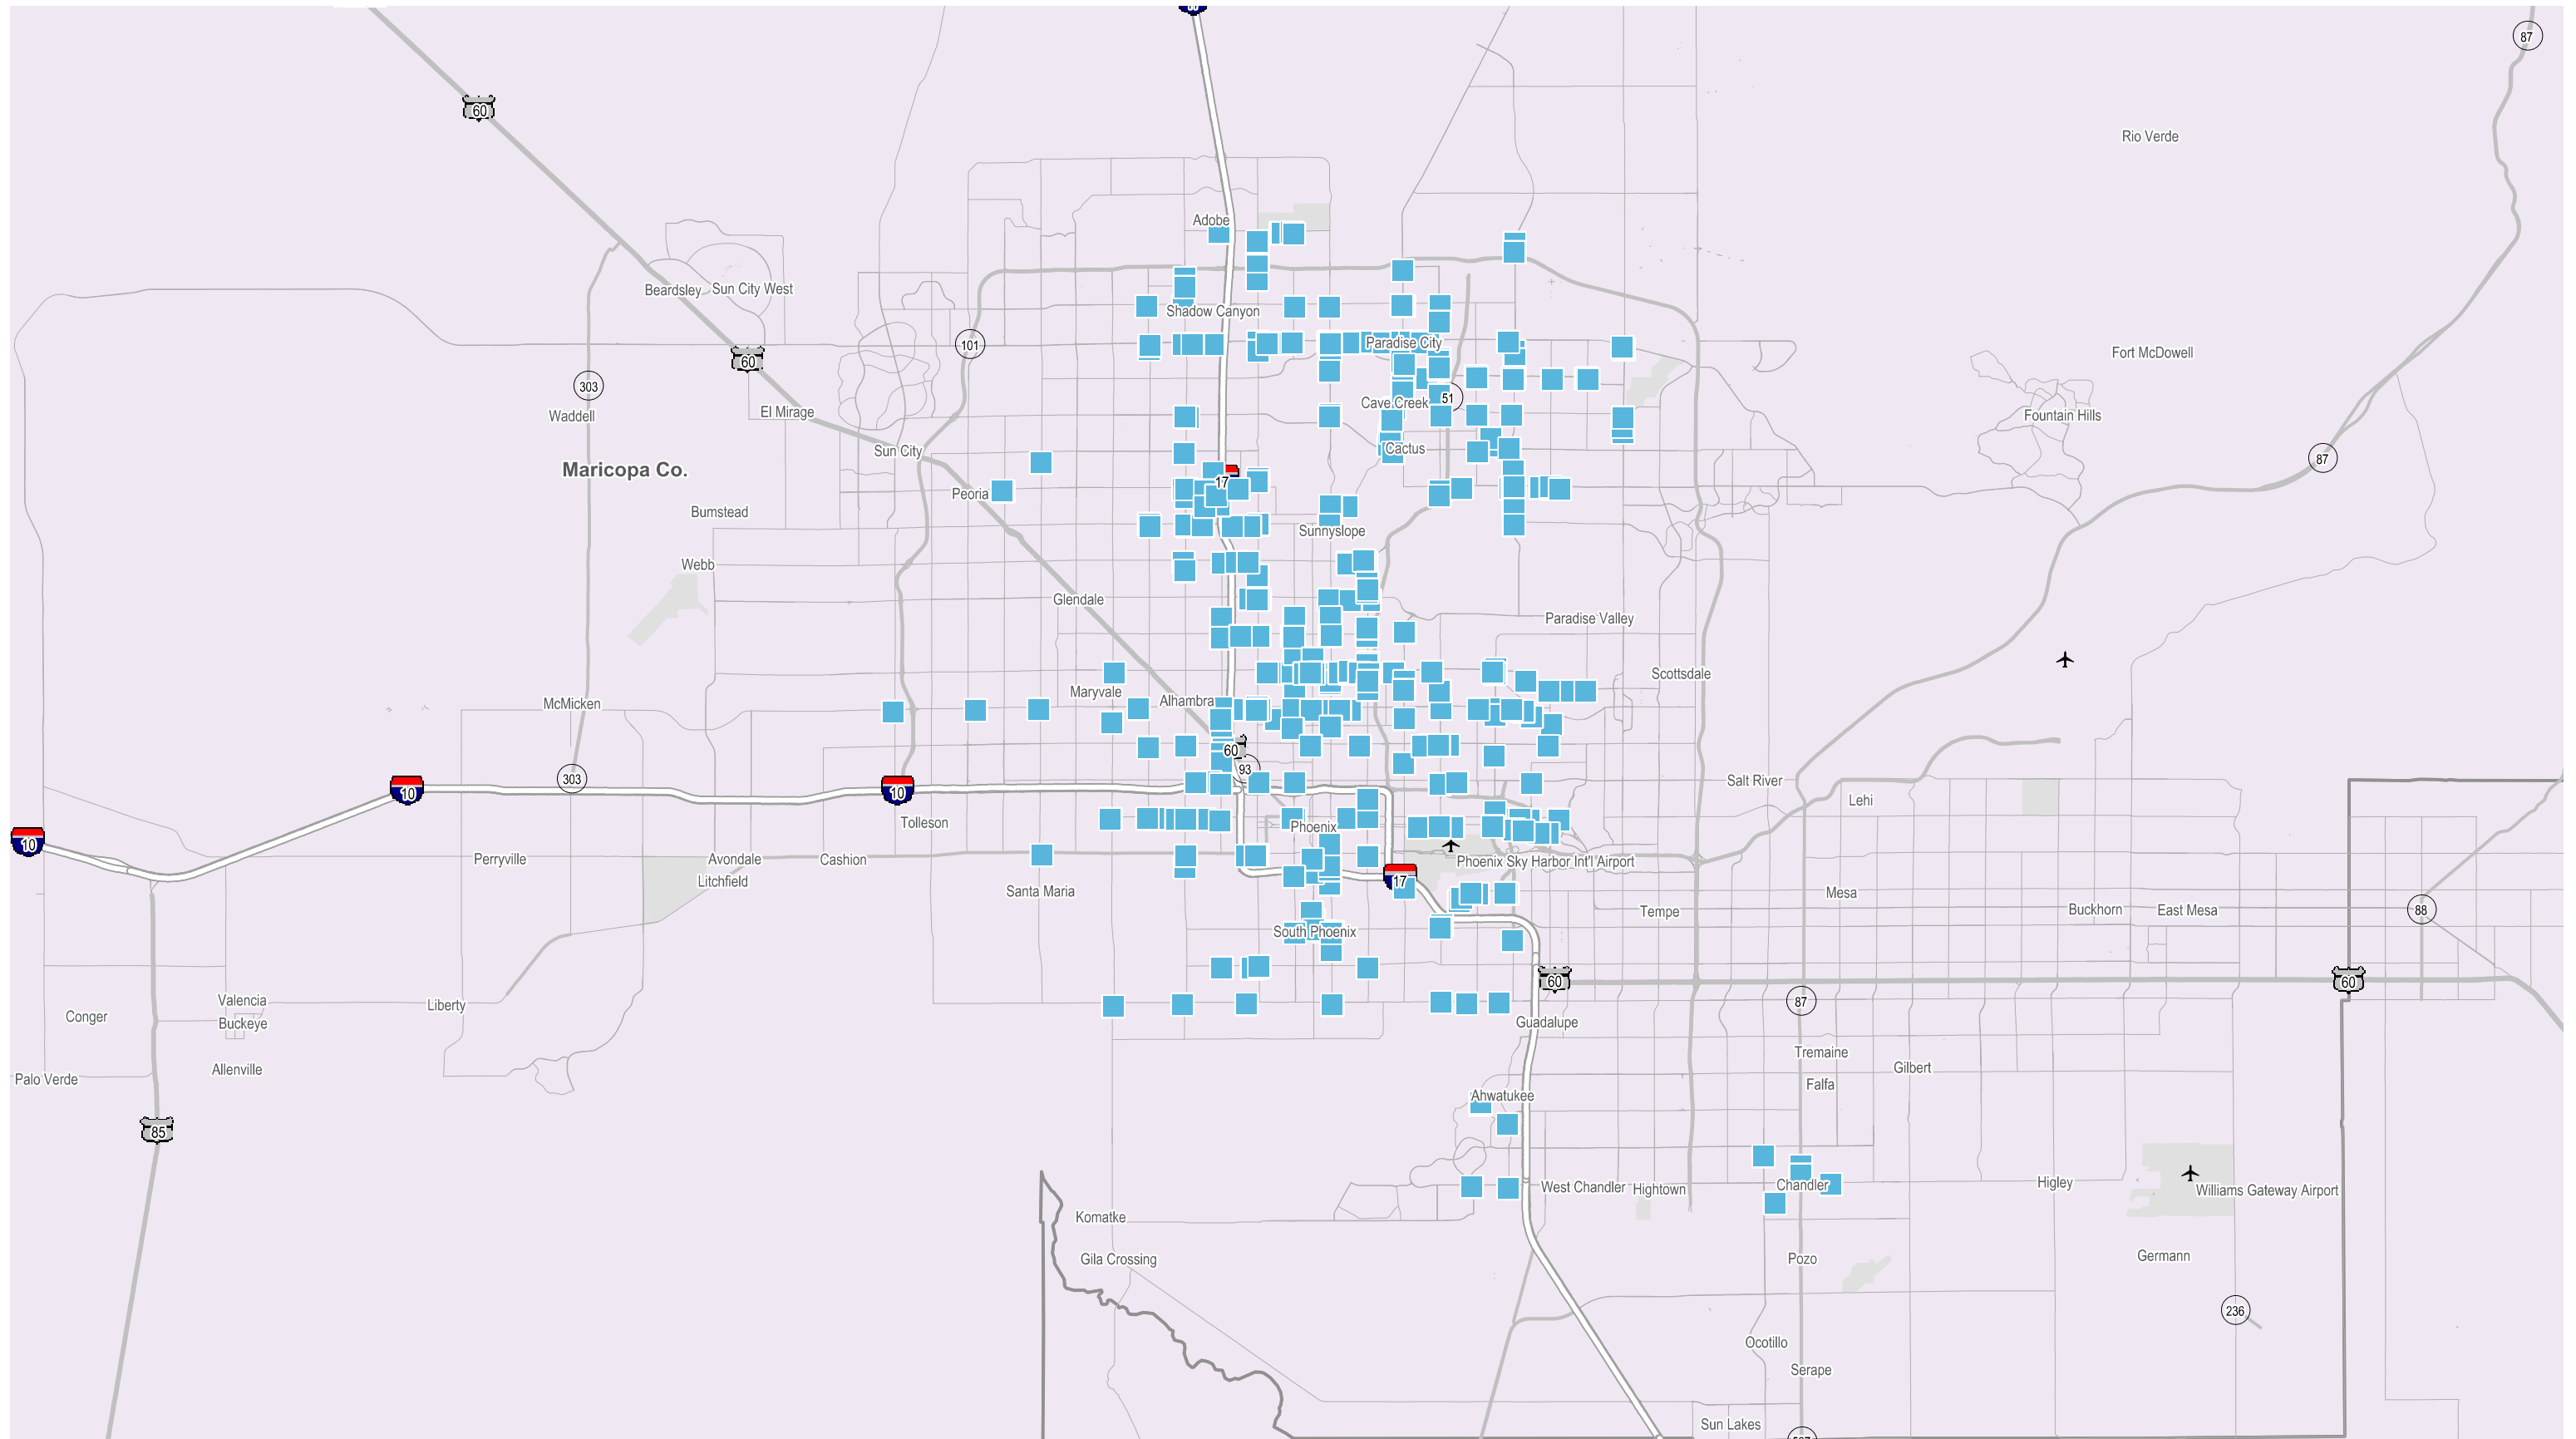 60
87
60
Rio Verde
Adobe
Beardsley
Sun City West
Shadow Canyon
101
Paradise City
60
Fort McDowell
303
51
Waddell
El Mirage
Cave Creek
Fountain Hills
Sun City
Cactus
87
Maricopa Co.
17
Peoria
Bumstead
Sunnyslope
Webb
Glendale
Paradise Valley
Scottsdale
Maryvale
Alhambra
McMicken
60
93
303
Salt River
10
10
Lehi
Tolleson
Phoenix
10
Perryville
Avondale
Cashion
Phoenix Sky Harbor Int'l Airport
Litchfield
17
Santa Maria
Mesa
Tempe
Buckhorn
East Mesa
88
South Phoenix
60
60
Valencia
Liberty
87
Conger
Buckeye
Guadalupe
Tremaine
Allenville
Gilbert
Palo Verde
Falfa
Ahwatukee
85
West Chandler
Hightown
Chandler
Higley
Williams Gateway Airport
Komatke
Gila Crossing
Pozo
Germann
236
Ocotillo
Serape
Sun Lakes